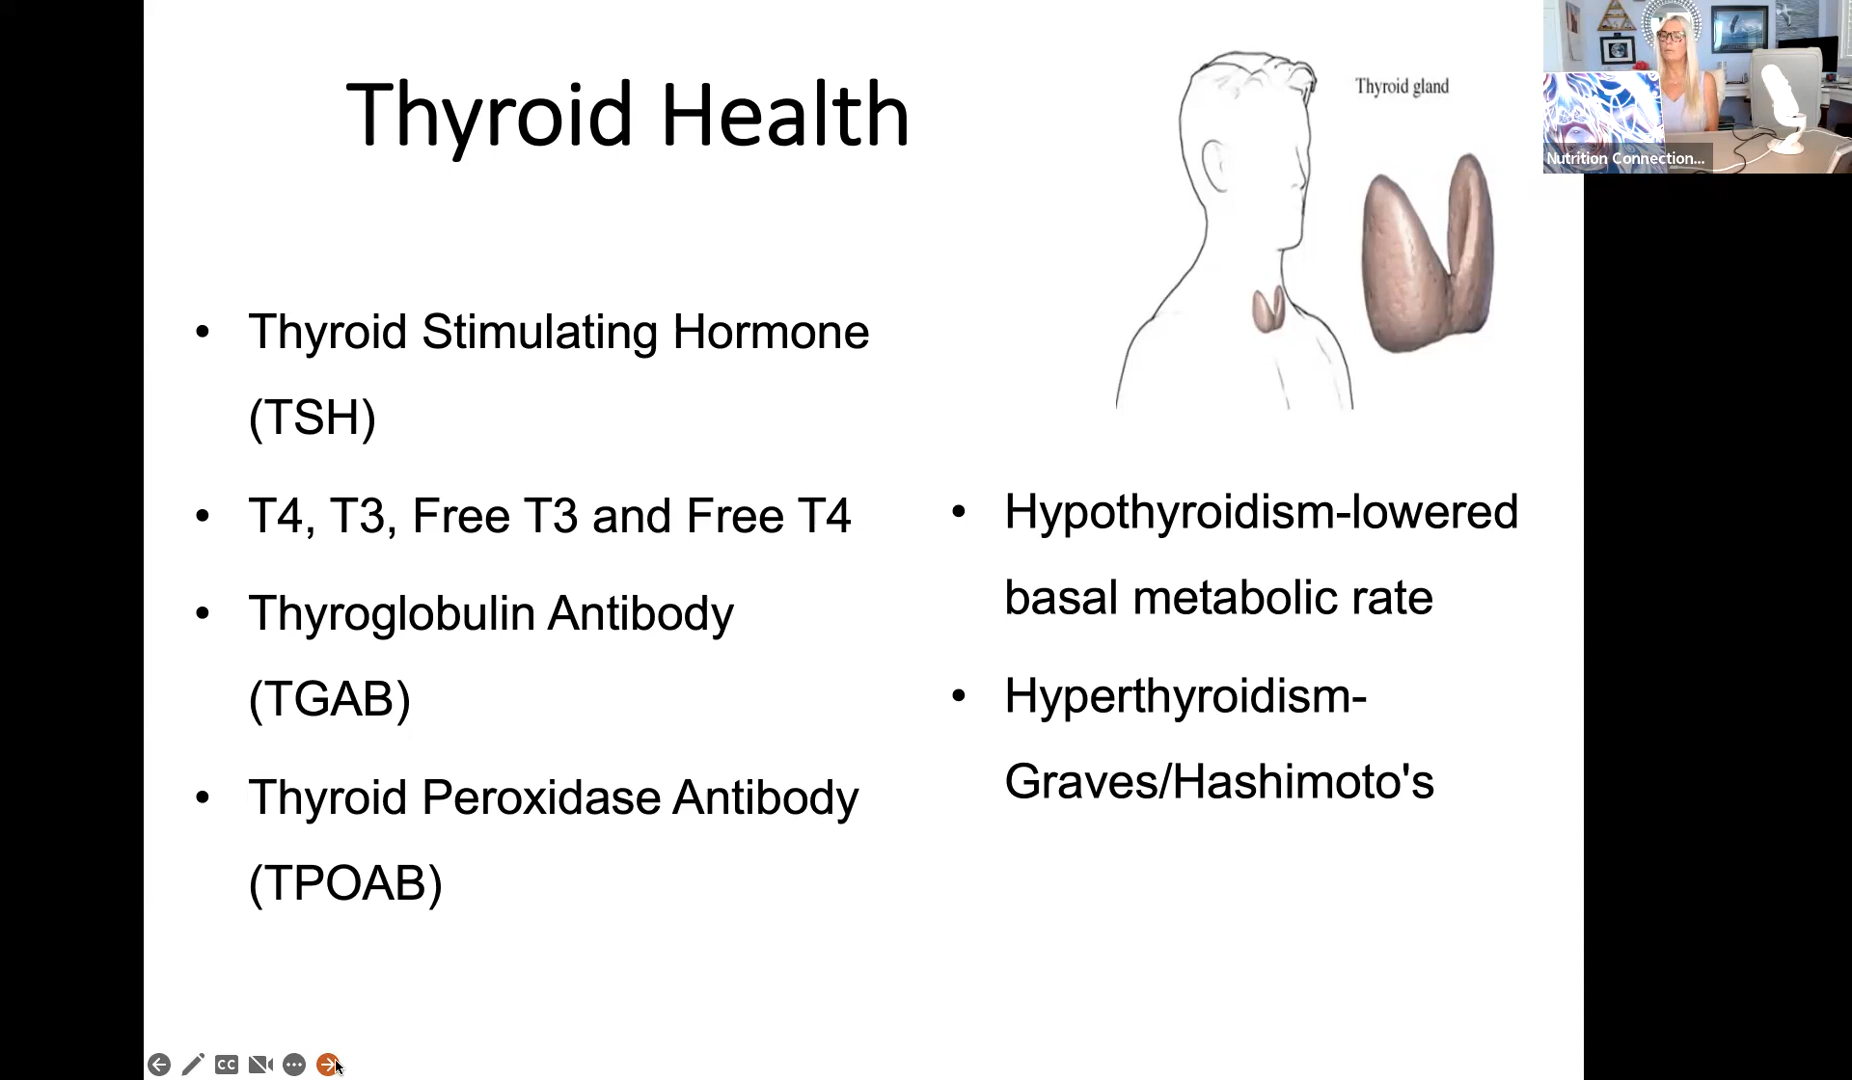 Thyroid Health
Thyroid gland
Nutrition Connection...
• Thyroid Stimulating Hormone
(TSH)
• T4, T3, Free T3 and Free T4
• Thyroglobulin Antibody
(TGAB)
• Thyroid Peroxidase Antibody
(TPOAB)
• Hypothyroidism-lowered
basal metabolic rate
• Hyperthyroidism-
Graves/Hashimoto's
CC